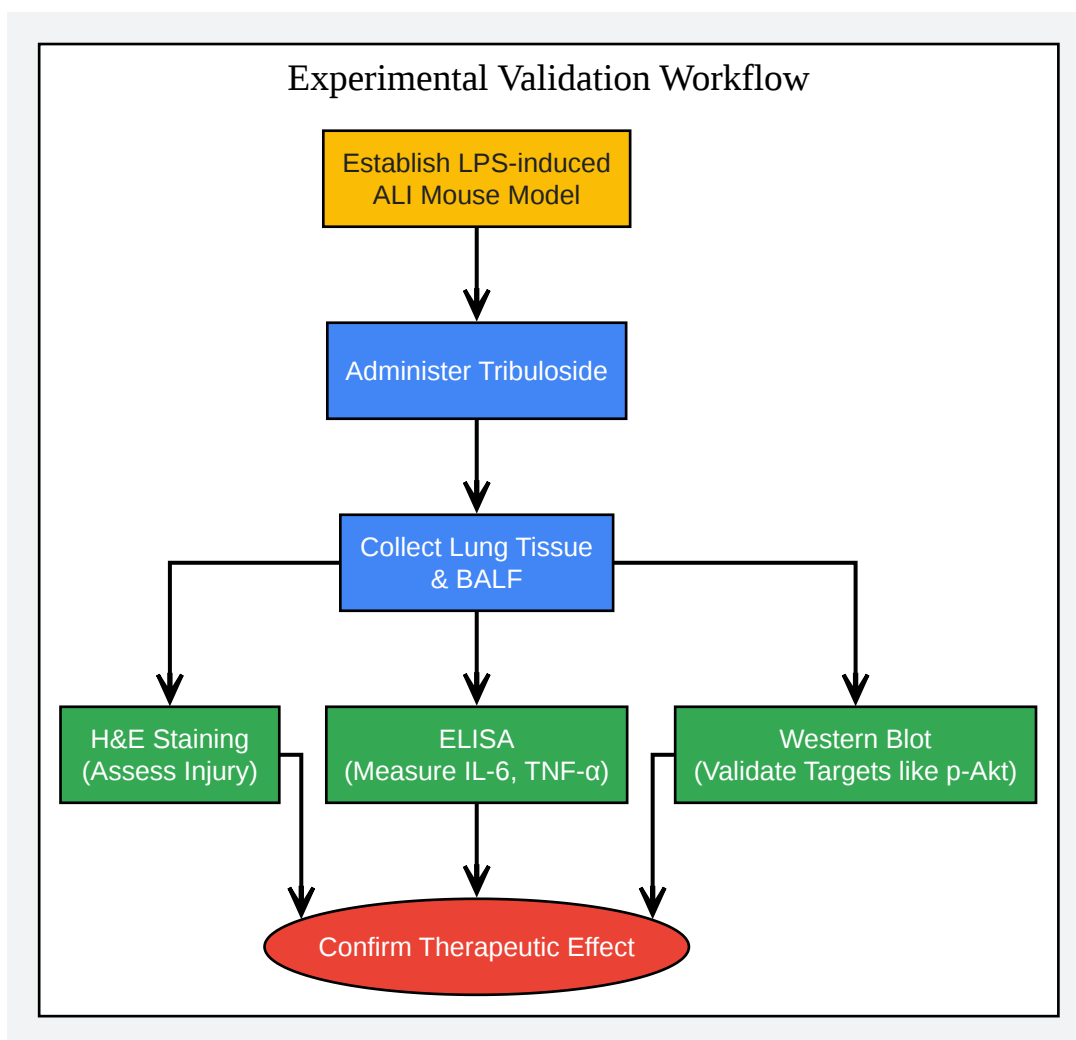 Experimental Validation Workflow
Establish LPS-induced
ALI Mouse Model
Administer Tribuloside
Collect Lung Tissue
& BALF
H&E Staining
(Assess Injury)
ELISA
(Measure IL-6, TNF-α)
Western Blot
(Validate Targets like p-Akt)
Confirm Therapeutic Effect